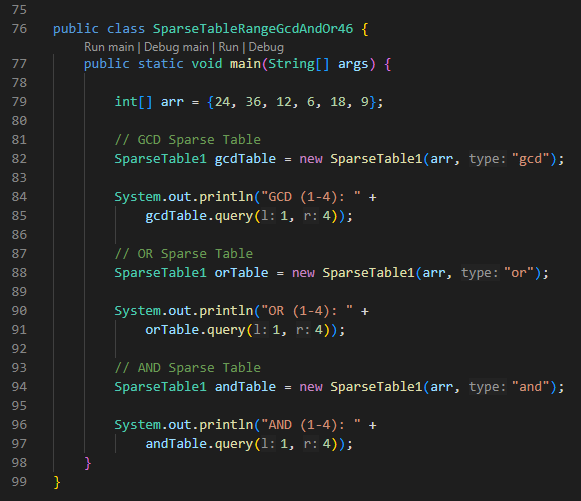 75
76 public class SparseTableRangeGcdAndOr46 {
Run main | Debug main | Run | Debug
77 public static void main(String[] args) {
78
79 int[] arr = {24, 36, 12, 6, 18, 9};
80
81 // GCD Sparse Table
82 SparseTable1 gcdTable = new SparseTable1(arr, type: "gcd");
83
84 System.out.println("GCD (1-4): " +
85 gcdTable.query(l: 1, r: 4));
86
87 // OR Sparse Table
88 SparseTable1 orTable = new SparseTable1(arr, type: "or");
89
90 System.out.println("OR (1-4): " +
91 orTable.query(l: 1, r: 4));
92
93 // AND Sparse Table
94 SparseTable1 andTable = new SparseTable1(arr, type: "and");
95
96 System.out.println("AND (1-4): " +
97 andTable.query(l: 1, r: 4));
98 }
99 }